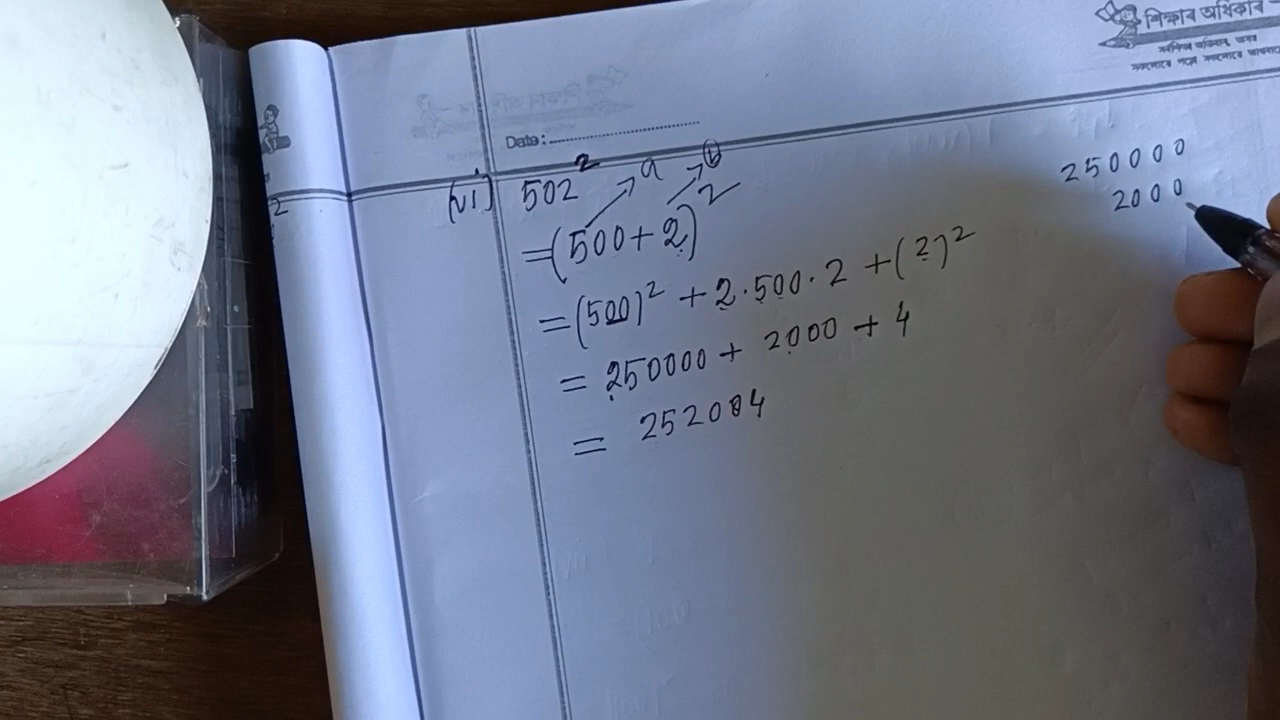 শিক্ষাৰ অধিকাৰ -
Date :
a b
(vi) 502²
= (500 + 2)²
= (500)² + 2·500·2 + (2)²
= 250000 + 2000 + 4
= 252004
250000
2000
2